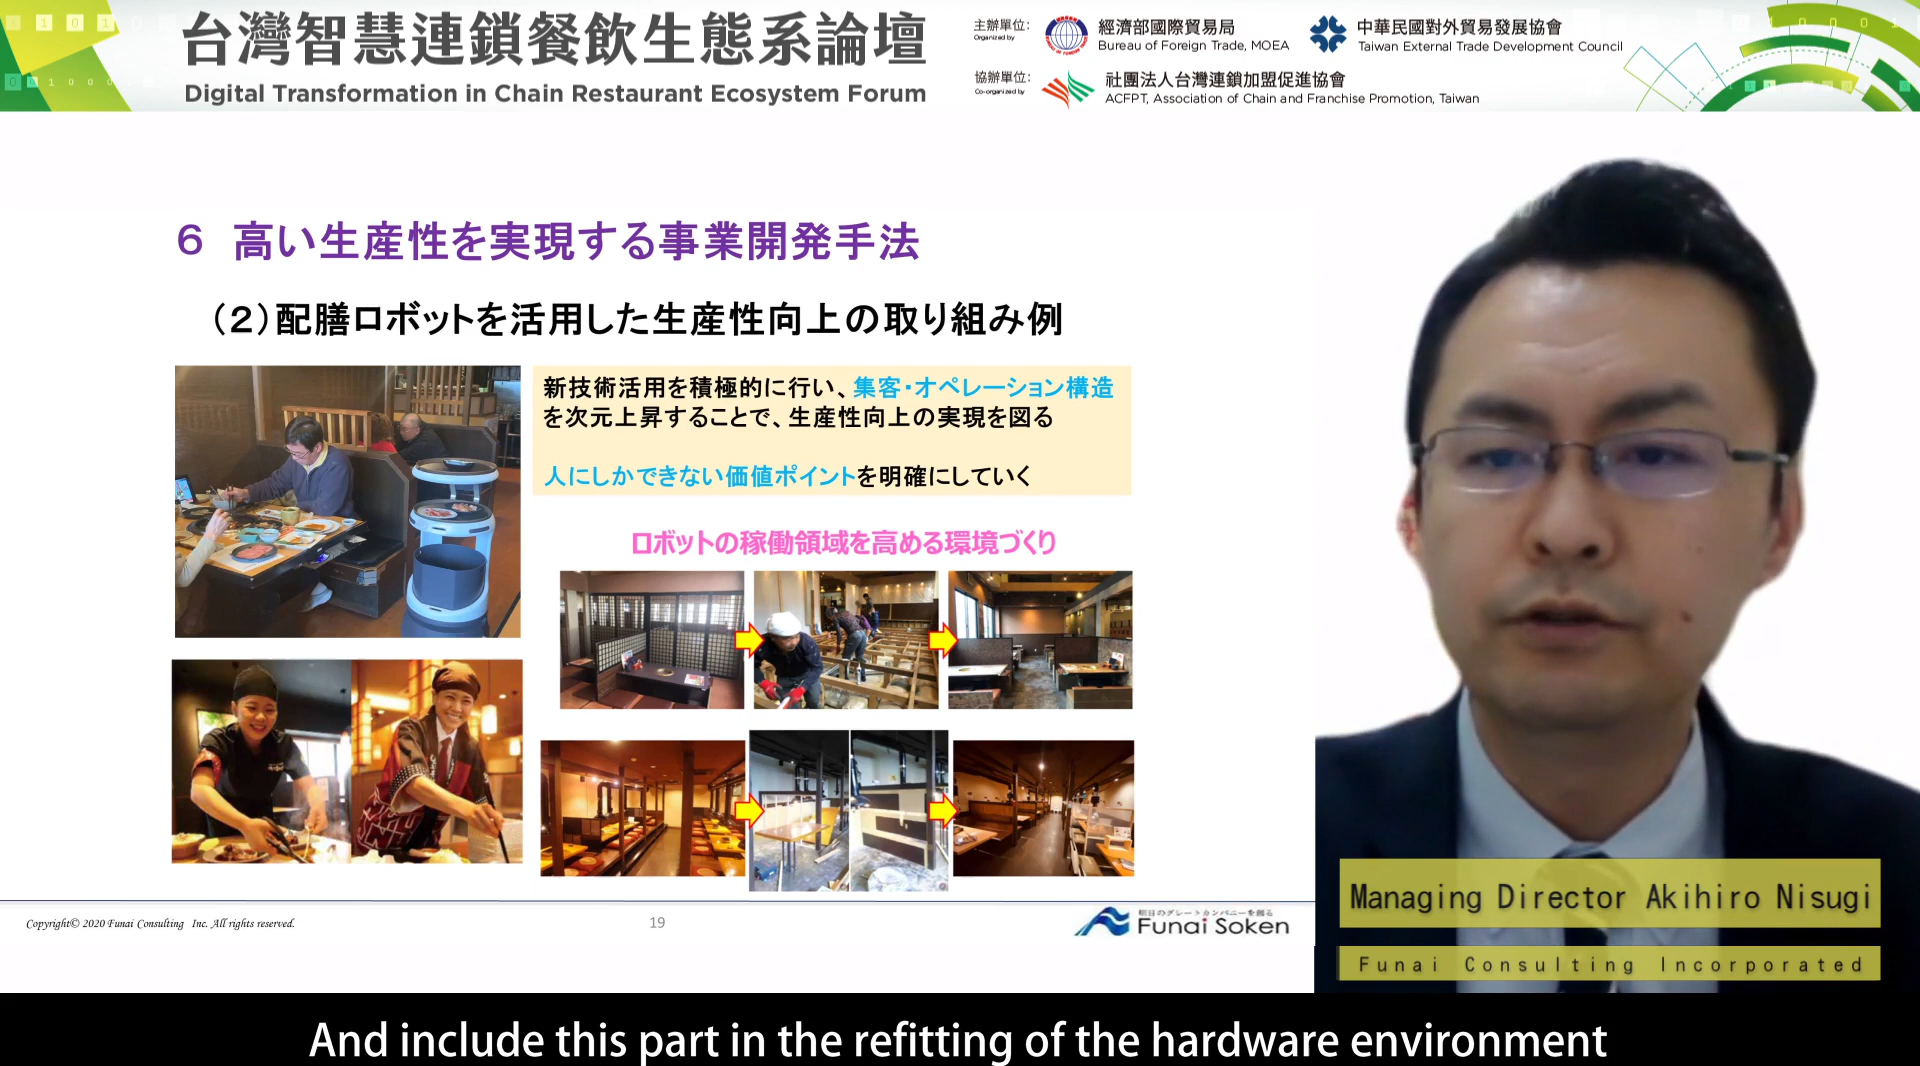 台灣智慧連鎖餐飲生態系論壇
Digital Transformation in Chain Restaurant Ecosystem Forum
主辦單位:
Organized by
經濟部國際貿易局
Bureau of Foreign Trade, MOEA
中華民國對外貿易發展協會
Taiwan External Trade Development Council
協辦單位:
Co-organized by
社團法人台灣連鎖加盟促進協會
ACFPT, Association of Chain and Franchise Promotion, Taiwan
6 高い生産性を実現する事業開発手法
（2）配膳ロボットを活用した生産性向上の取り組み例
新技術活用を積極的に行い、集客・オペレーション構造
を次元上昇することで、生産性向上の実現を図る
人にしかできない価値ポイントを明確にしていく
ロボットの稼働領域を高める環境づくり
Copyright© 2020 Funai Consulting Inc. All rights reserved.
19
明日のグレートカンパニーを創る
Funai Soken
Managing Director Akihiro Nisugi
Funai Consulting Incorporated
And include this part in the refitting of the hardware environment